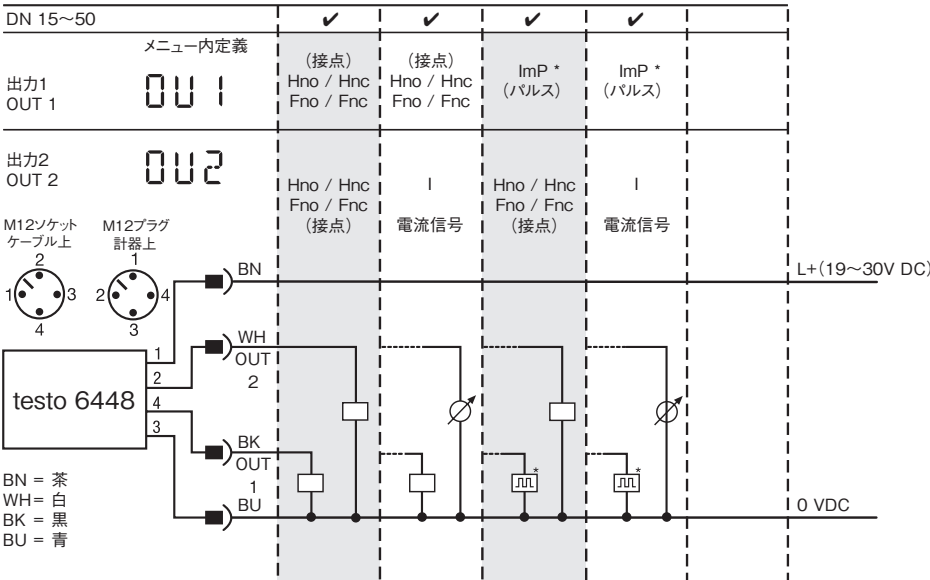 DN 15～50
✔ ✔ ✔ ✔
メニュー内定義
出力1
OUT 1
OU1
(接点)
Hno / Hnc
Fno / Fnc
(接点)
Hno / Hnc
Fno / Fnc
ImP *
(パルス)
ImP *
(パルス)
出力2
OUT 2
OU2
Hno / Hnc
Fno / Fnc
(接点)
I
電流信号
Hno / Hnc
Fno / Fnc
(接点)
I
電流信号
M12ソケット
ケーブル上
2
1 3
4
M12プラグ
計器上
1
2 4
3
BN
L+(19～30V DC)
WH
OUT
2
testo 6448
1
2
4
3
BK
OUT
1
* *
BU
0 VDC
BN = 茶
WH= 白
BK = 黒
BU = 青